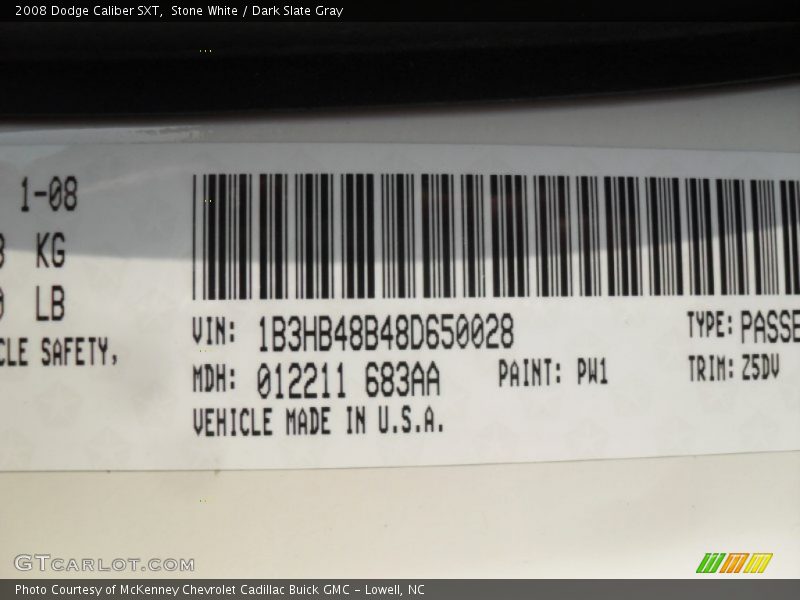 2008 Dodge Caliber SXT,  Stone White / Dark Slate Gray
1-08
KG
LB
SAFETY,
VIN: 1B3HB48B48D650028
TYPE:
MDH: 012211 683AA
PAINT: PW1
TRIM: Z5DV
VEHICLE MADE IN U.S.A.
GTCARLOT.COM
Photo Courtesy of McKenney Chevrolet Cadillac Buick GMC - Lowell, NC